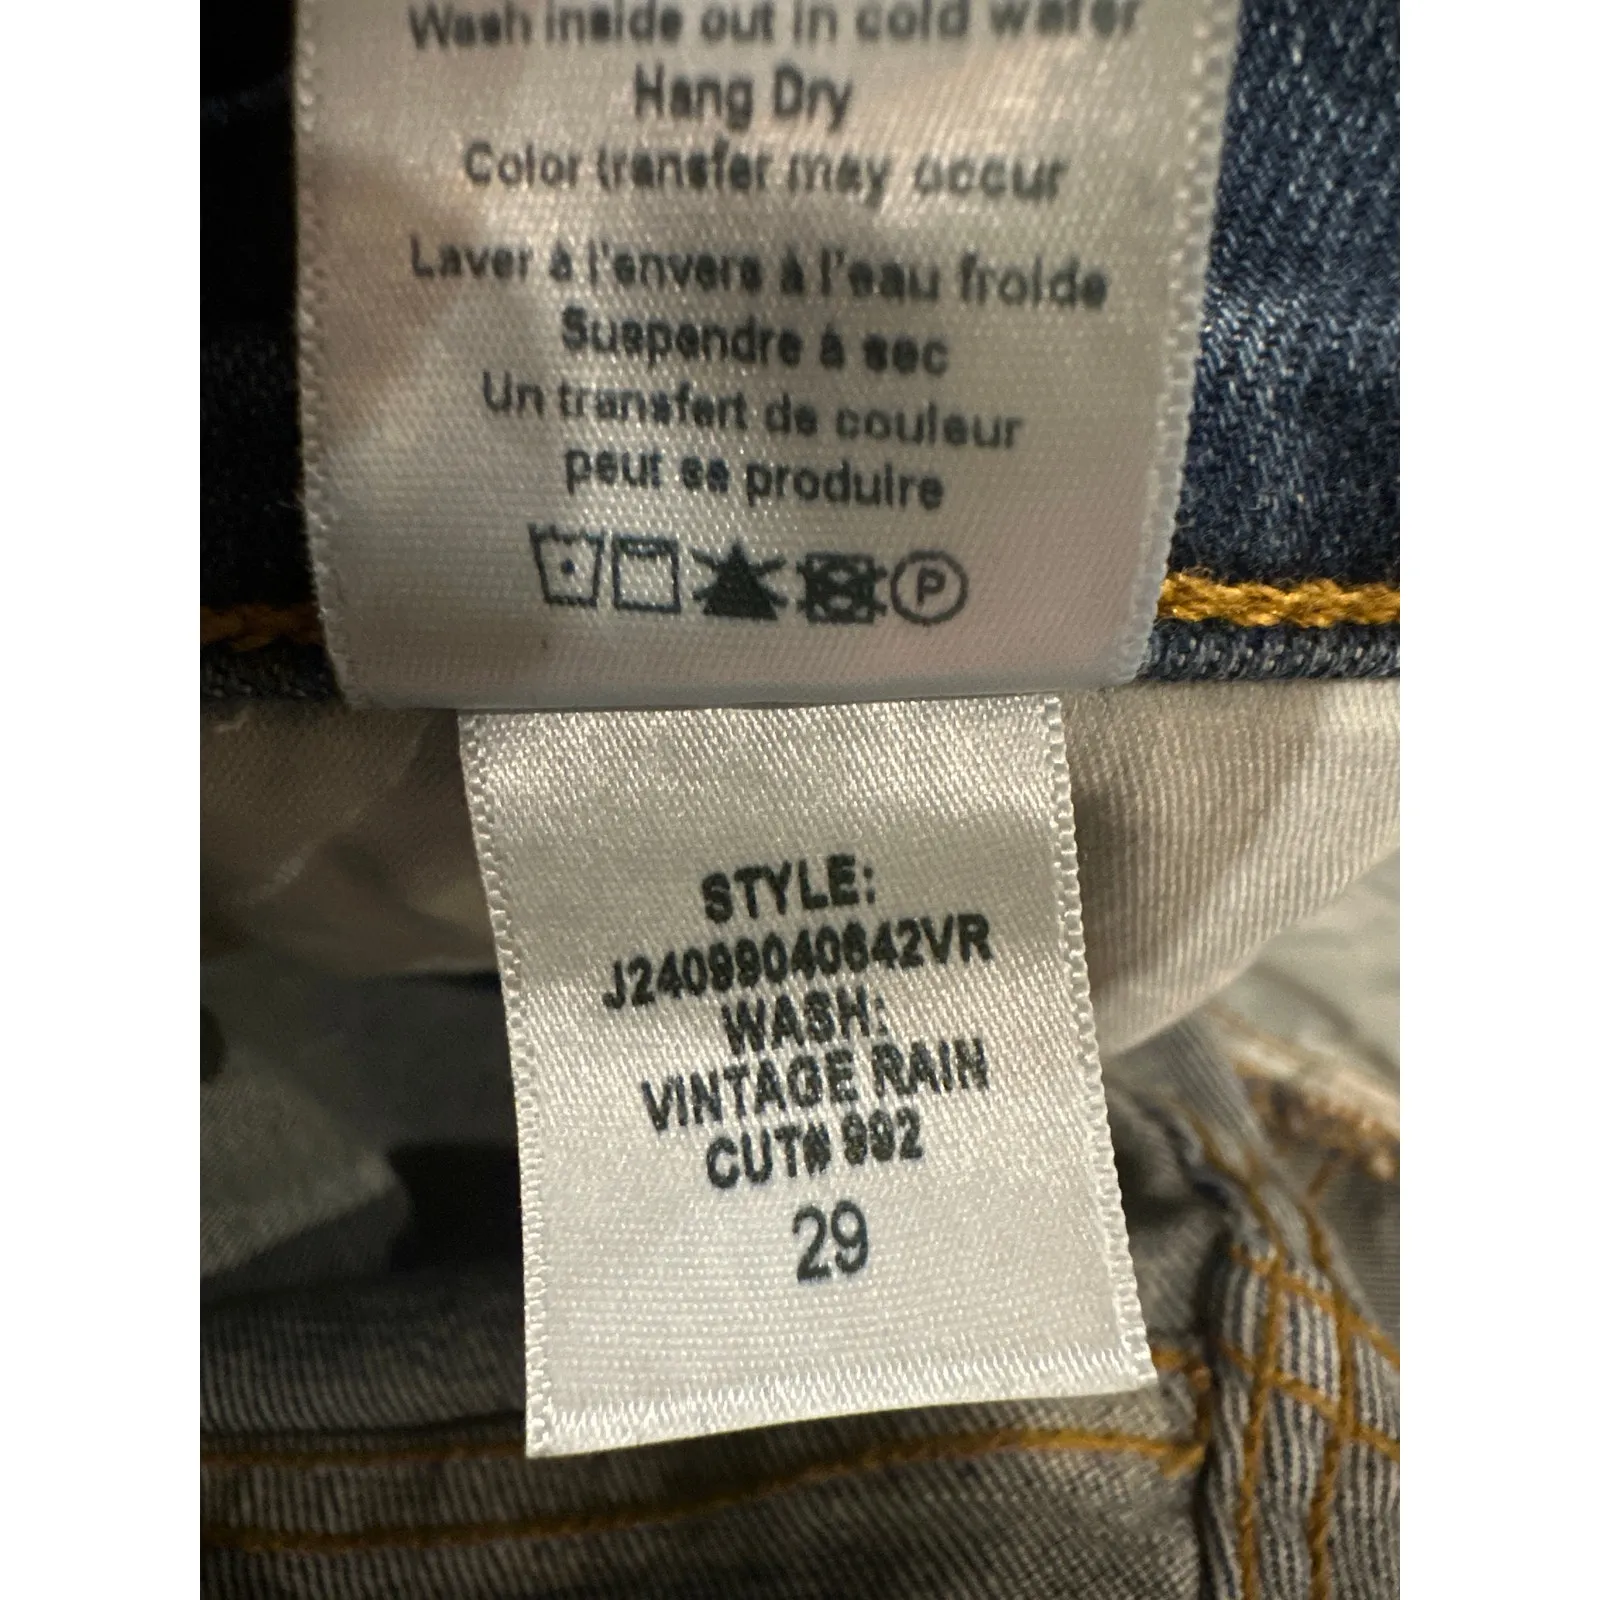 Wash inside out in cold water
Hang Dry
Color transfer may occur
Laver à l'envers à l'eau froide
Suspendre à sec
Un transfert de couleur
peut se produire
P
STYLE:
J24099040642VR
WASH:
VINTAGE RAIN
CUT# 992
29